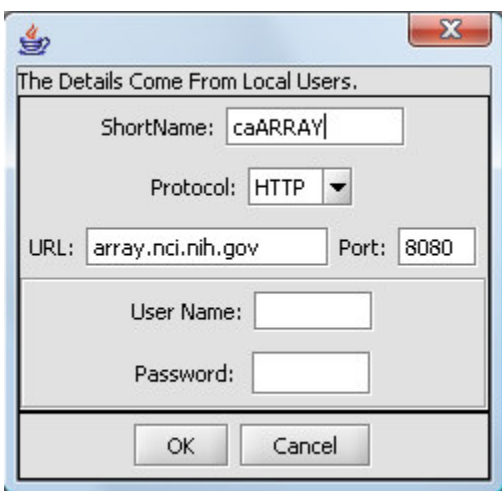 The Details Come From Local Users.
ShortName: caARRAY
Protocol: HTTP
URL: array.nci.nih.gov Port: 8080
User Name:
Password:
OK Cancel